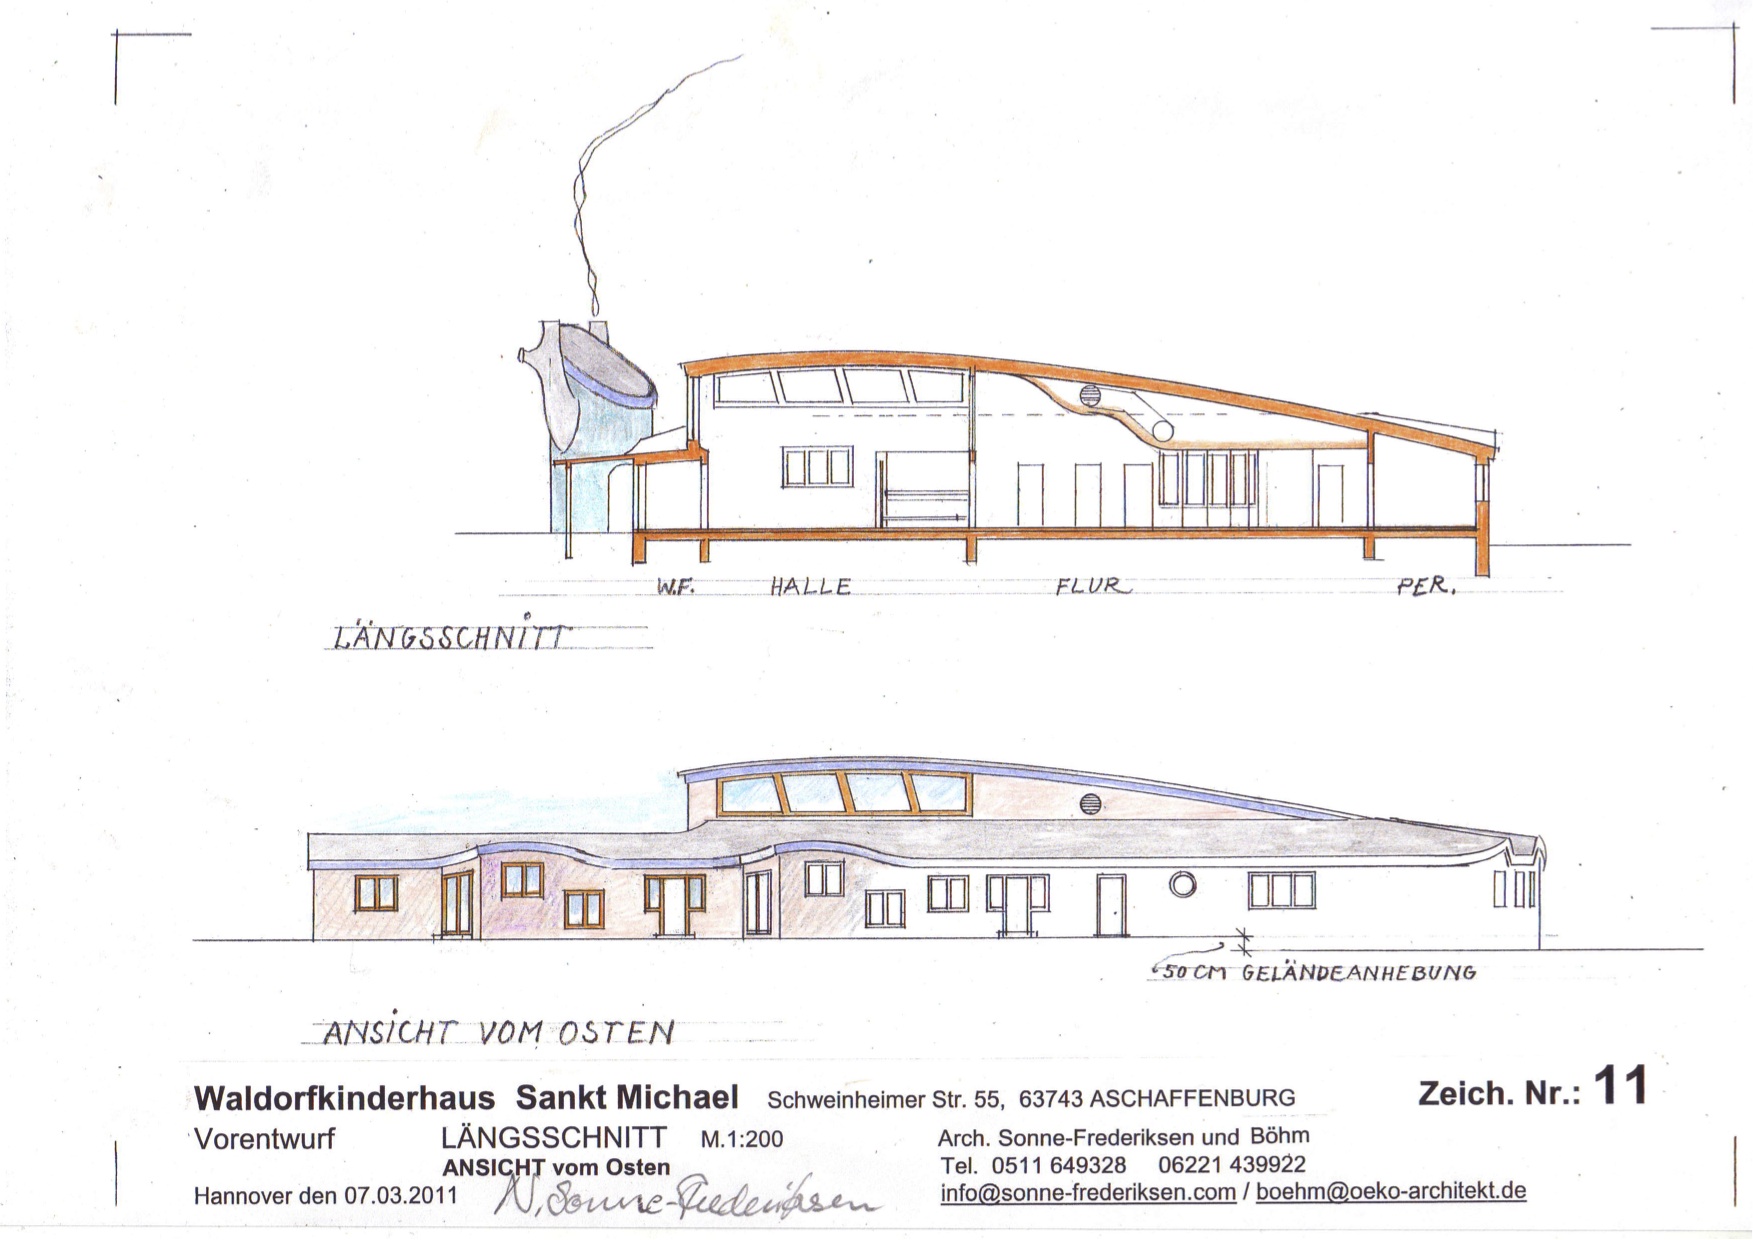 W.F. HALLE FLUR PER.
LÄNGSSCHNITT
50 CM GELÄNDEANHEBUNG
ANSICHT VOM OSTEN
Waldorfkinderhaus Sankt Michael Schweinheimer Str. 55, 63743 ASCHAFFENBURG Zeich. Nr.: 11
Vorentwurf LÄNGSSCHNITT M.1:200 Arch. Sonne-Frederiksen und Böhm
ANSICHT vom Osten Tel. 0511 649328 06221 439922
Hannover den 07.03.2011 N. Sonne-Frederiksen info@sonne-frederiksen.com / boehm@oeko-architekt.de